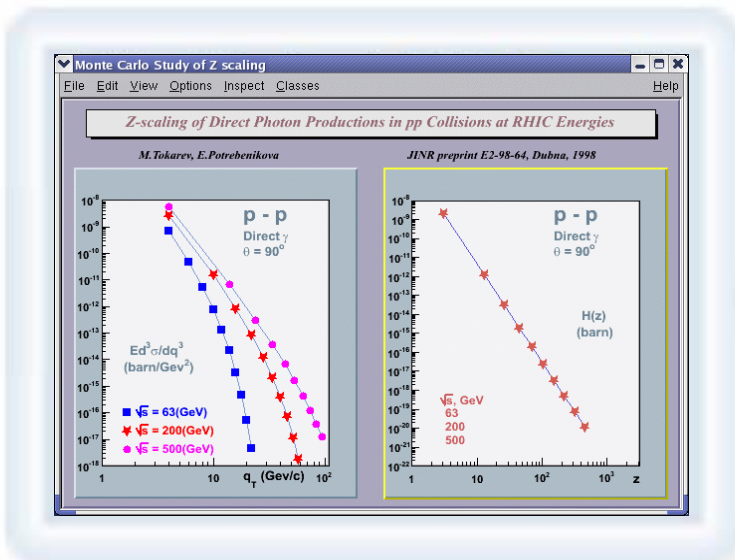 Monte Carlo Study of Z scaling
File Edit View Options Inspect Classes Help
Z-scaling of Direct Photon Productions in pp Collisions at RHIC Energies
M.Tokarev, E.Potrebenikova
JINR preprint E2-98-64, Dubna, 1998
10⁻⁸
10⁻⁹
10⁻¹⁰
10⁻¹¹
10⁻¹²
10⁻¹³
10⁻¹⁴
10⁻¹⁵
10⁻¹⁶
10⁻¹⁷
10⁻¹⁸
p - p
Direct γ
θ = 90°
Ed³σ/dq³
(barn/Gev²)
√s = 63(GeV)
√s = 200(GeV)
√s = 500(GeV)
1 10 10²
q_T (Gev/c)
10⁻⁸
10⁻⁹
10⁻¹⁰
10⁻¹¹
10⁻¹²
10⁻¹³
10⁻¹⁴
10⁻¹⁵
10⁻¹⁶
10⁻¹⁷
10⁻¹⁸
10⁻¹⁹
10⁻²⁰
10⁻²¹
10⁻²²
p - p
Direct γ
θ = 90°
H(z)
(barn)
√s, GeV
63
200
500
1 10 10² 10³ z